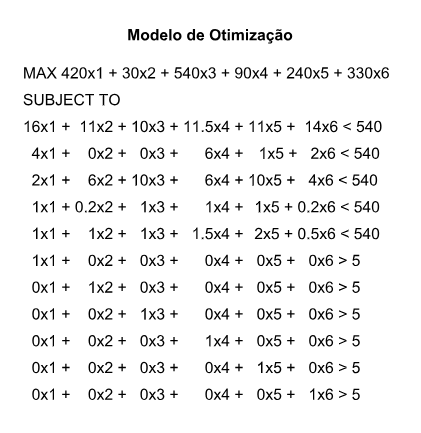 Modelo de Otimização
MAX 420x1 + 30x2 + 540x3 + 90x4 + 240x5 + 330x6
SUBJECT TO
16x1 + 11x2 + 10x3 + 11.5x4 + 11x5 + 14x6 < 540
4x1 + 0x2 + 0x3 + 6x4 + 1x5 + 2x6 < 540
2x1 + 6x2 + 10x3 + 6x4 + 10x5 + 4x6 < 540
1x1 + 0.2x2 + 1x3 + 1x4 + 1x5 + 0.2x6 < 540
1x1 + 1x2 + 1x3 + 1.5x4 + 2x5 + 0.5x6 < 540
1x1 + 0x2 + 0x3 + 0x4 + 0x5 + 0x6 > 5
0x1 + 1x2 + 0x3 + 0x4 + 0x5 + 0x6 > 5
0x1 + 0x2 + 1x3 + 0x4 + 0x5 + 0x6 > 5
0x1 + 0x2 + 0x3 + 1x4 + 0x5 + 0x6 > 5
0x1 + 0x2 + 0x3 + 0x4 + 1x5 + 0x6 > 5
0x1 + 0x2 + 0x3 + 0x4 + 0x5 + 1x6 > 5